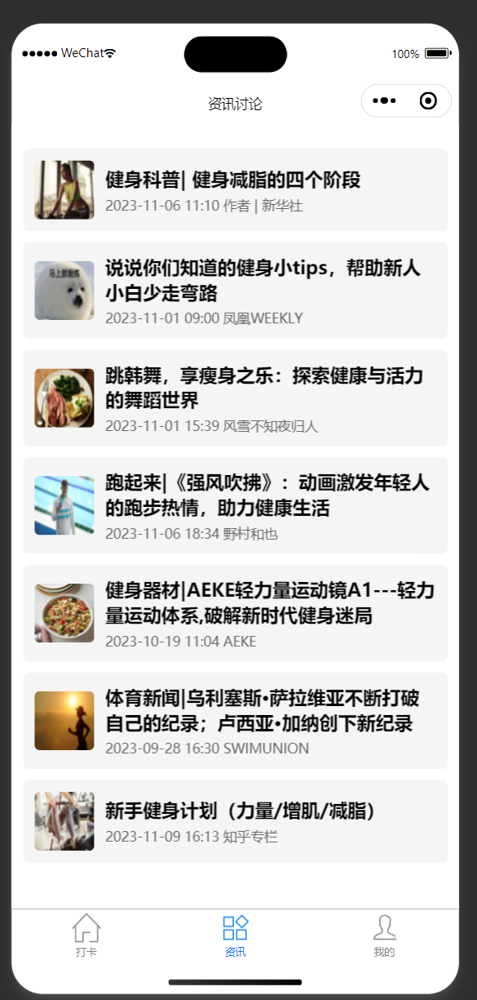 WeChat
100%
资讯讨论
健身科普| 健身减脂的四个阶段
2023-11-06 11:10 作者 | 新华社
马上就锻炼
说说你们知道的健身小tips，帮助新人
小白少走弯路
2023-11-01 09:00 凤凰WEEKLY
跳韩舞，享瘦身之乐：探索健康与活力
的舞蹈世界
2023-11-01 15:39 风雪不知夜归人
跑起来|《强风吹拂》：动画激发年轻人
的跑步热情，助力健康生活
2023-11-06 18:34 野村和也
健身器材|AEKE轻力量运动镜A1---轻力
量运动体系,破解新时代健身迷局
2023-10-19 11:04 AEKE
体育新闻|乌利塞斯·萨拉维亚不断打破
自己的纪录；卢西亚·加纳创下新纪录
2023-09-28 16:30 SWIMUNION
新手健身计划（力量/增肌/减脂）
2023-11-09 16:13 知乎专栏
打卡
资讯
我的